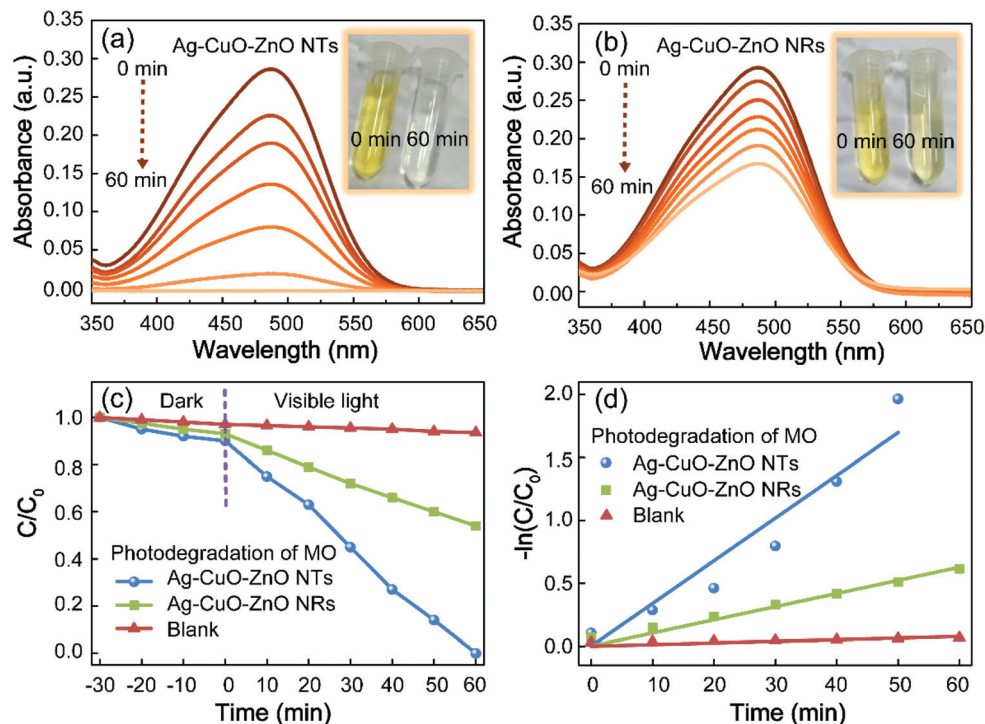 (a)
Ag-CuO-ZnO NTs
0 min
60 min
0 min
60 min
Absorbance (a.u.)
0.30
0.25
0.20
0.15
0.10
0.05
0.00
350
400
450
500
550
600
650
Wavelength (nm)
(b)
Ag-CuO-ZnO NRs
0 min
60 min
0 min
60 min
Absorbance (a.u.)
0.30
0.25
0.20
0.15
0.10
0.05
0.00
350
400
450
500
550
600
650
Wavelength (nm)
(c)
Dark
Visible light
C/C0
1.0
0.8
0.6
0.4
0.2
0.0
Photodegradation of MO
Ag-CuO-ZnO NTs
Ag-CuO-ZnO NRs
Blank
-30
-20
-10
0
10
20
30
40
50
60
Time (min)
(d)
-ln(C/C0)
2.0
1.5
1.0
0.5
0.0
Photodegradation of MO
Ag-CuO-ZnO NTs
Ag-CuO-ZnO NRs
Blank
0
10
20
30
40
50
60
Time (min)